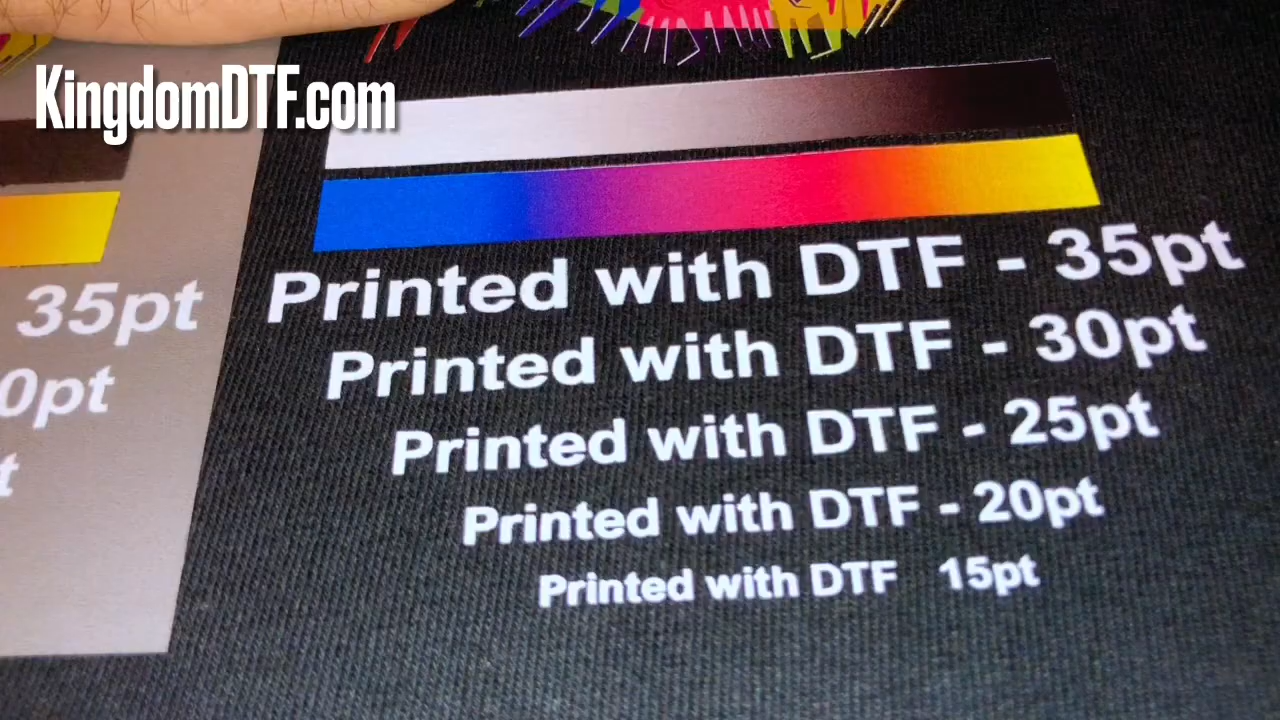 KingdomDTF.com
Printed with DTF - 35pt
Printed with DTF - 30pt
Printed with DTF - 25pt
Printed with DTF - 20pt
Printed with DTF 15pt
35pt
0pt
t